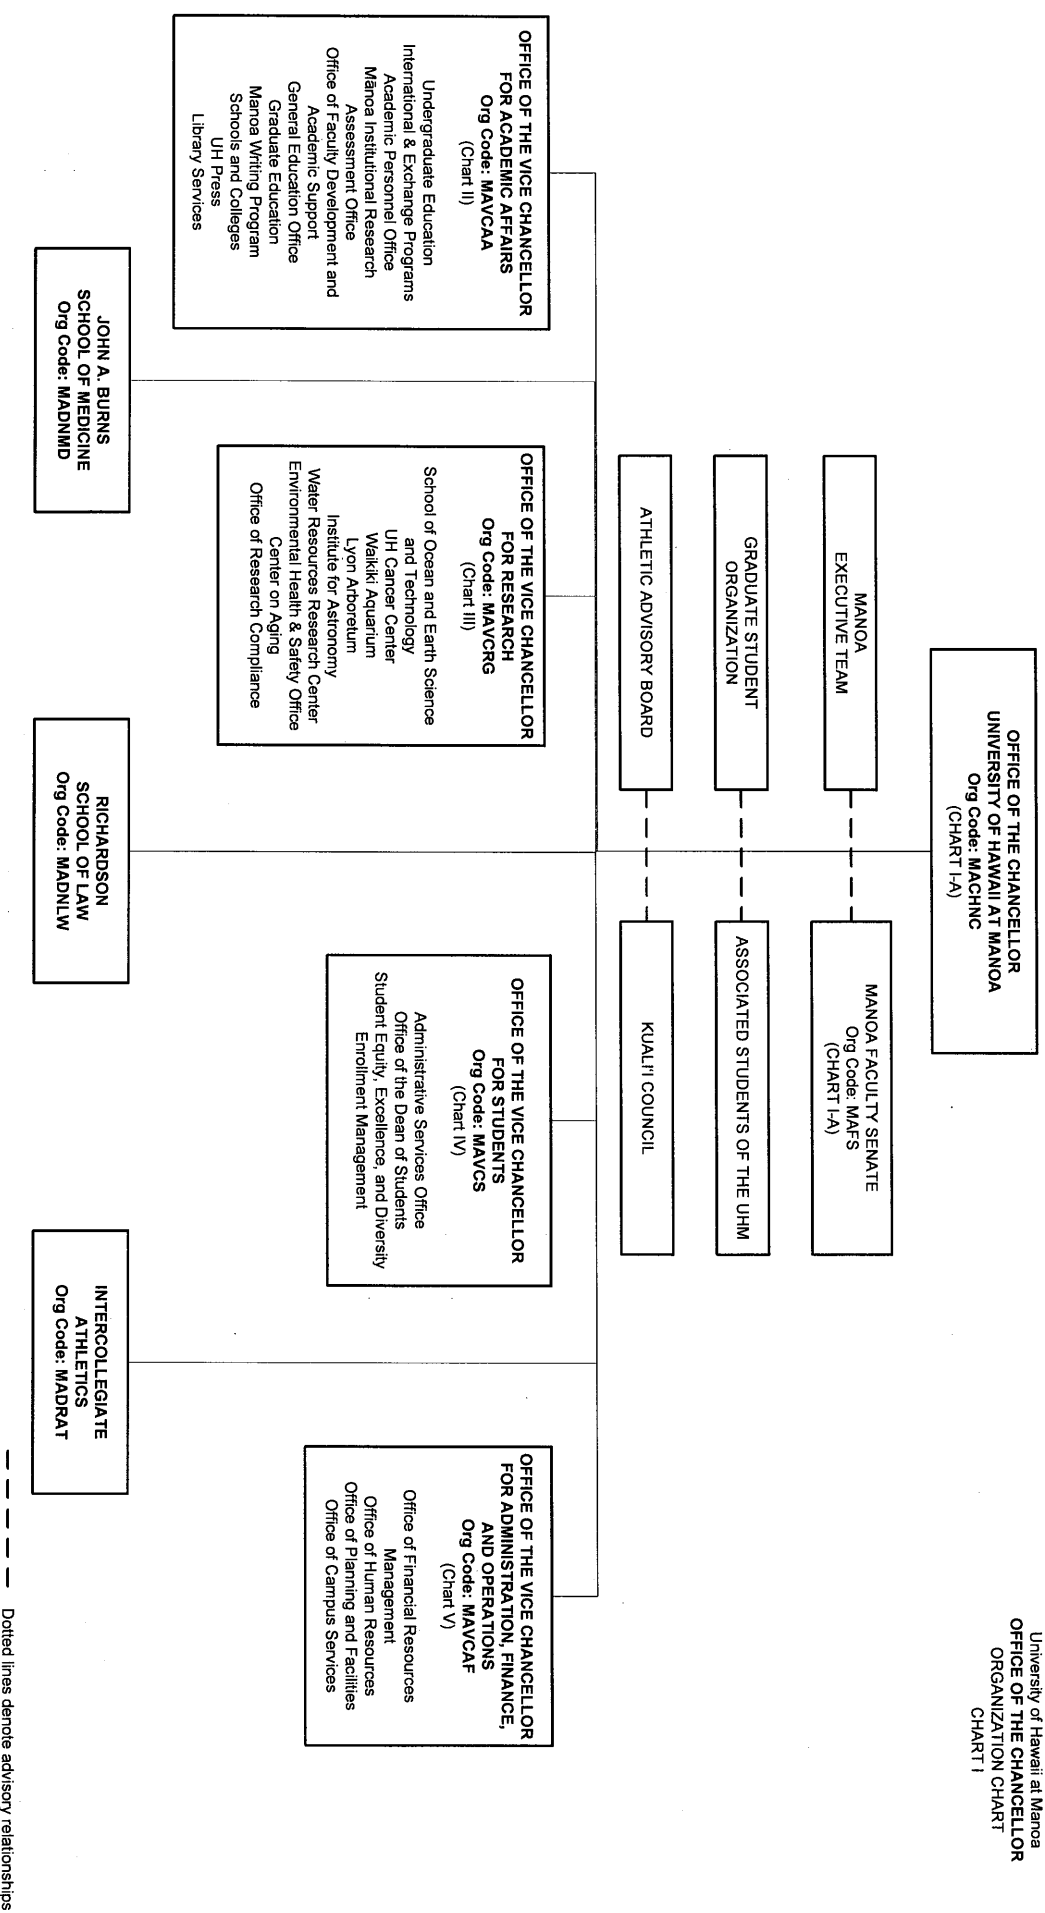 University of Hawaii at Manoa
OFFICE OF THE CHANCELLOR
ORGANIZATION CHART
CHART I
OFFICE OF THE CHANCELLOR
UNIVERSITY OF HAWAII AT MANOA
Org Code: MACHNC
(CHART I-A)
MANOA
EXECUTIVE TEAM
MANOA FACULTY SENATE
Org Code: MAFS
(CHART I-A)
GRADUATE STUDENT
ORGANIZATION
ASSOCIATED STUDENTS OF THE UHM
ATHLETIC ADVISORY BOARD
KUALI'I COUNCIL
OFFICE OF THE VICE CHANCELLOR
FOR ACADEMIC AFFAIRS
Org Code: MAVCAA
(Chart II)
Undergraduate Education
International & Exchange Programs
Academic Personnel Office
Mānoa Institutional Research
Assessment Office
Office of Faculty Development and
Academic Support
General Education Office
Graduate Education
Manoa Writing Program
Schools and Colleges
UH Press
Library Services
OFFICE OF THE VICE CHANCELLOR
FOR RESEARCH
Org Code: MAVCRG
(Chart III)
School of Ocean and Earth Science
and Technology
UH Cancer Center
Waikiki Aquarium
Lyon Arboretum
Institute for Astronomy
Water Resources Research Center
Environmental Health & Safety Office
Center on Aging
Office of Research Compliance
OFFICE OF THE VICE CHANCELLOR
FOR STUDENTS
Org Code: MAVCS
(Chart IV)
Administrative Services Office
Office of the Dean of Students
Student Equity, Excellence, and Diversity
Enrollment Management
OFFICE OF THE VICE CHANCELLOR
FOR ADMINISTRATION, FINANCE,
AND OPERATIONS
Org Code: MAVCAF
(Chart V)
Office of Financial Resources
Management
Office of Human Resources
Office of Planning and Facilities
Office of Campus Services
JOHN A. BURNS
SCHOOL OF MEDICINE
Org Code: MADNMD
RICHARDSON
SCHOOL OF LAW
Org Code: MADNLW
INTERCOLLEGIATE
ATHLETICS
Org Code: MADRAT
Dotted lines denote advisory relationships